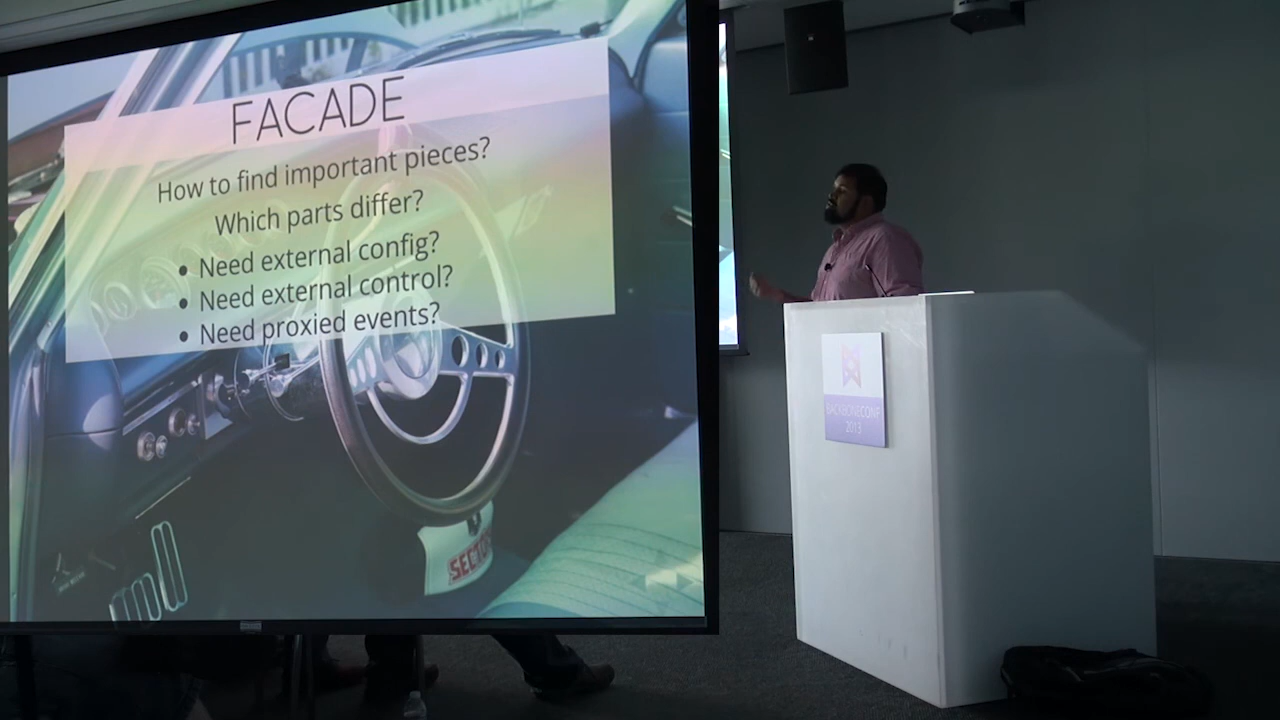 FACADE
How to find important pieces?
Which parts differ?
• Need external config?
• Need external control?
• Need proxied events?
SECTOR
BACKBONECONF
2013